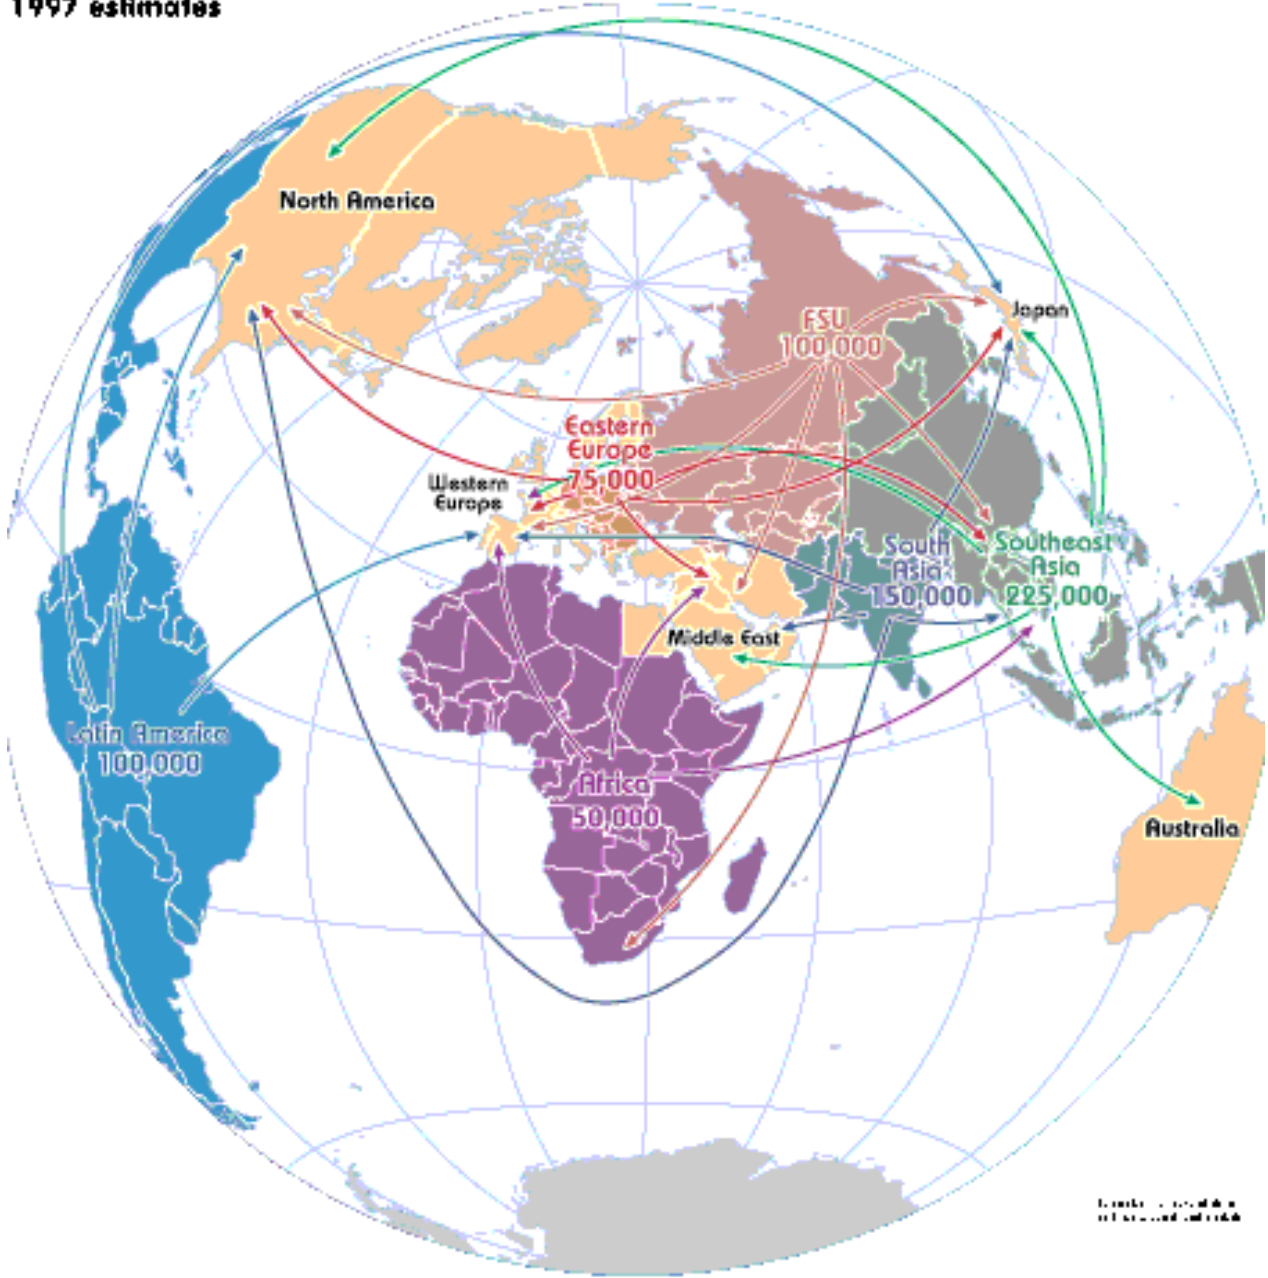 1997 estimates
North America
Japan
FSU
100 000
Eastern
Europe
75,000
Western
Europe
South
Asia
150,000
Southeast
Asia
225,000
Middle East
Latin America
100,000
Africa
50,000
Australia